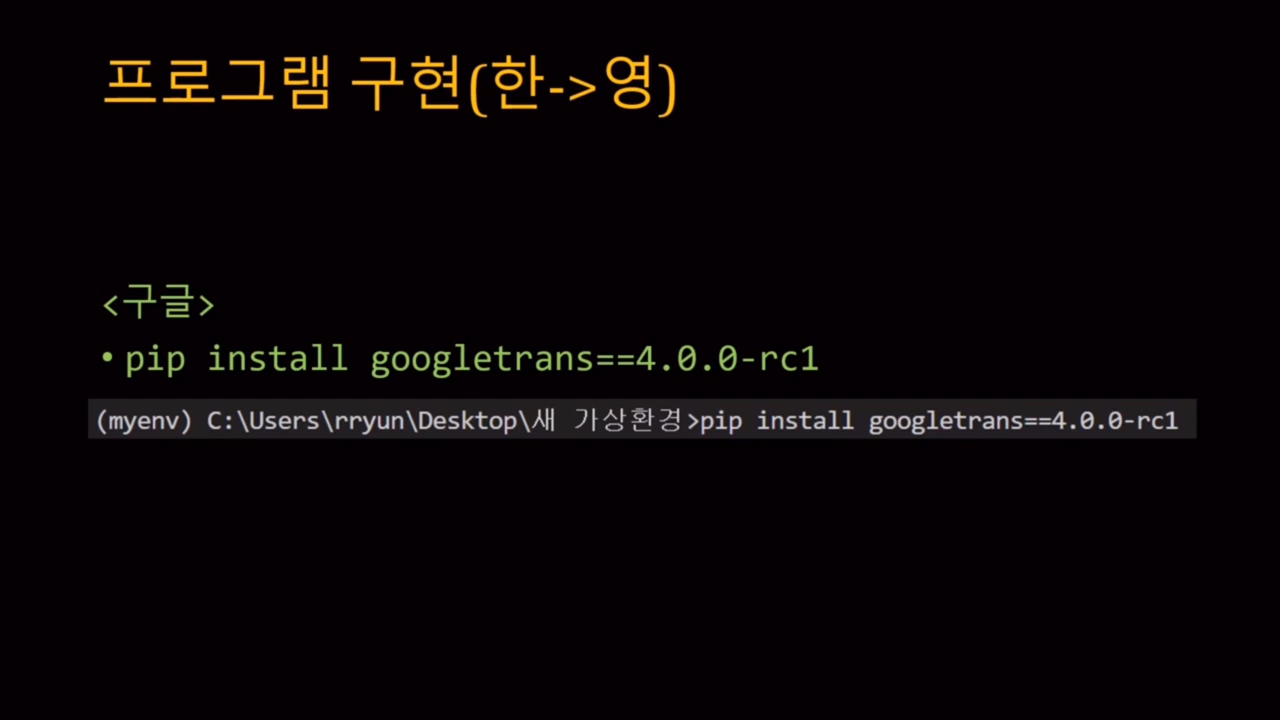 프로그램 구현(한->영)
<구글>
• pip install googletrans==4.0.0-rc1
(myenv) C:\Users\rryun\Desktop\새 가상환경>pip install googletrans==4.0.0-rc1